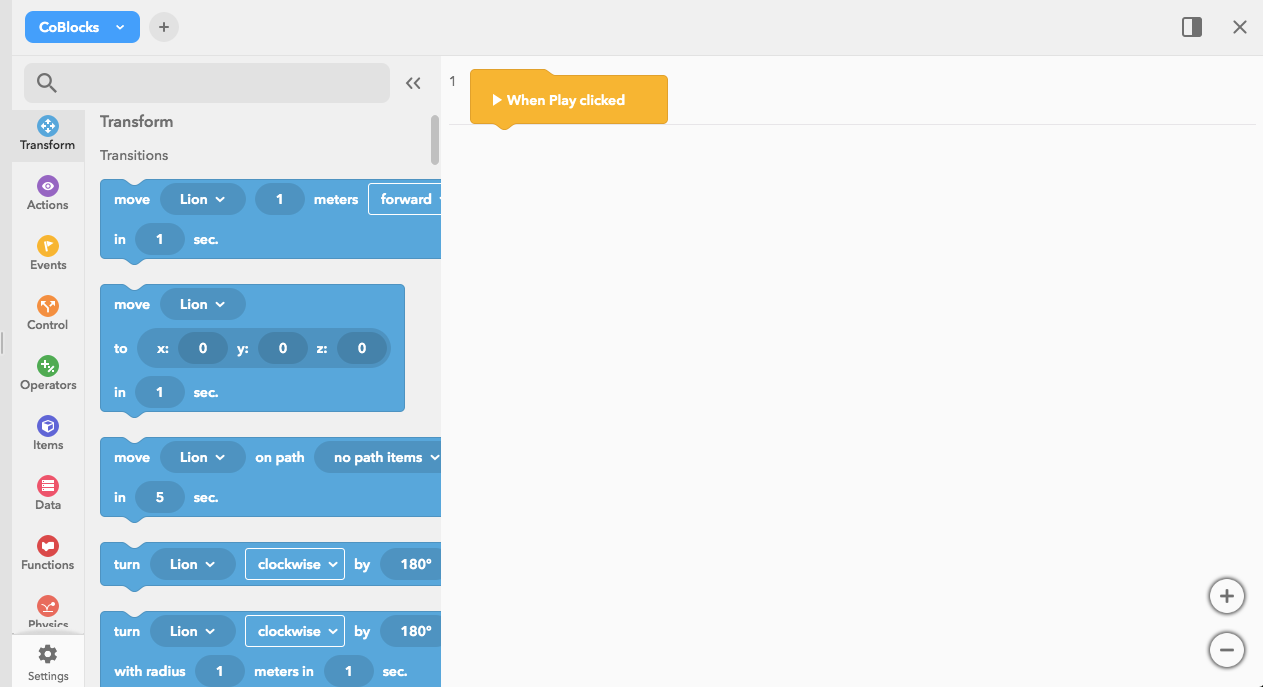 CoBlocks
1
When Play clicked
Transform
Actions
Events
Control
Operators
Items
Data
Functions
Physics
Settings
Transform
Transitions
move Lion 1 meters forward
in 1 sec.
move Lion
to x: 0 y: 0 z: 0
in 1 sec.
move Lion on path no path items
in 5 sec.
turn Lion clockwise by 180°
turn Lion clockwise by 180°
with radius 1 meters in 1 sec.